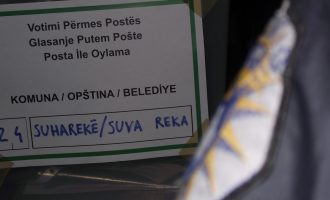 Votimi Përmes Postës
Glasanje Putem Pošte
Posta İle Oylama
KOMUNA / OPŠTINA / BELEDİYE
24 SUHAREKË/SUVA REKA